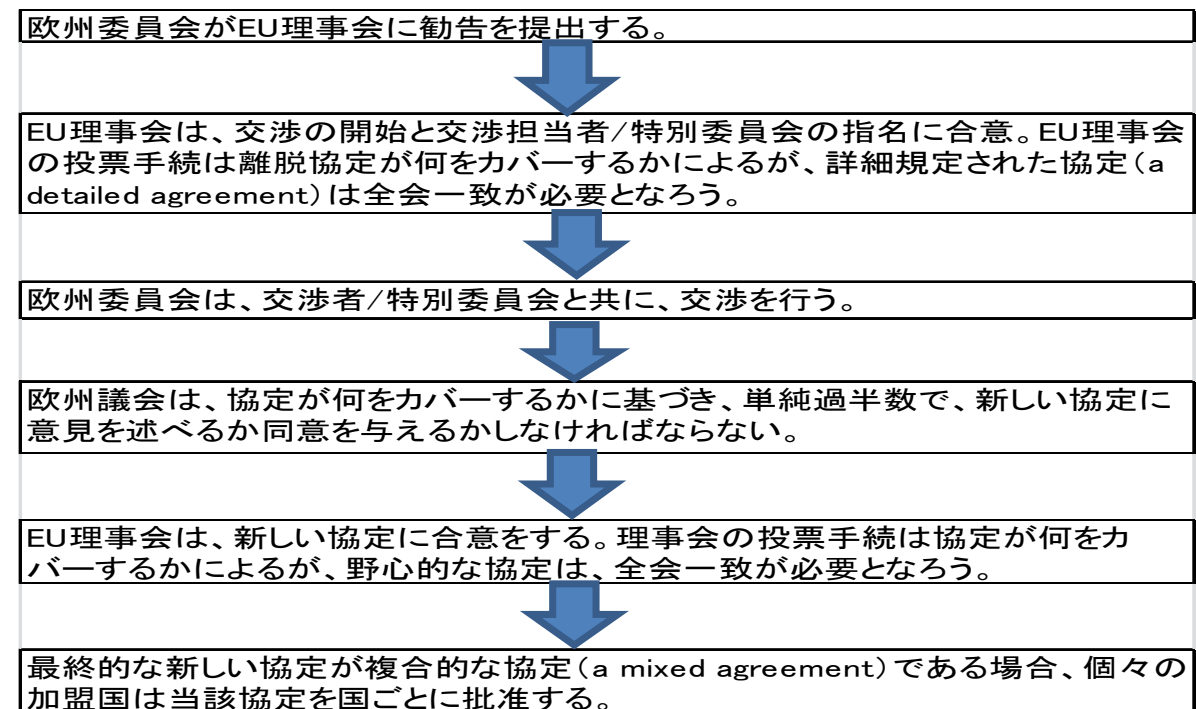 欧州委員会がEU理事会に勧告を提出する。
EU理事会は、交渉の開始と交渉担当者/特別委員会の指名に合意。EU理事会
の投票手続は離脱協定が何をカバーするかによるが、詳細規定された協定（a
detailed agreement）は全会一致が必要となろう。
欧州委員会は、交渉者/特別委員会と共に、交渉を行う。
欧州議会は、協定が何をカバーするかに基づき、単純過半数で、新しい協定に
意見を述べるか同意を与えるかしなければならない。
EU理事会は、新しい協定に合意をする。理事会の投票手続は協定が何をカ
バーするかによるが、野心的な協定は、全会一致が必要となろう。
最終的な新しい協定が複合的な協定（a mixed agreement）である場合、個々の
加盟国は当該協定を国ごとに批准する。